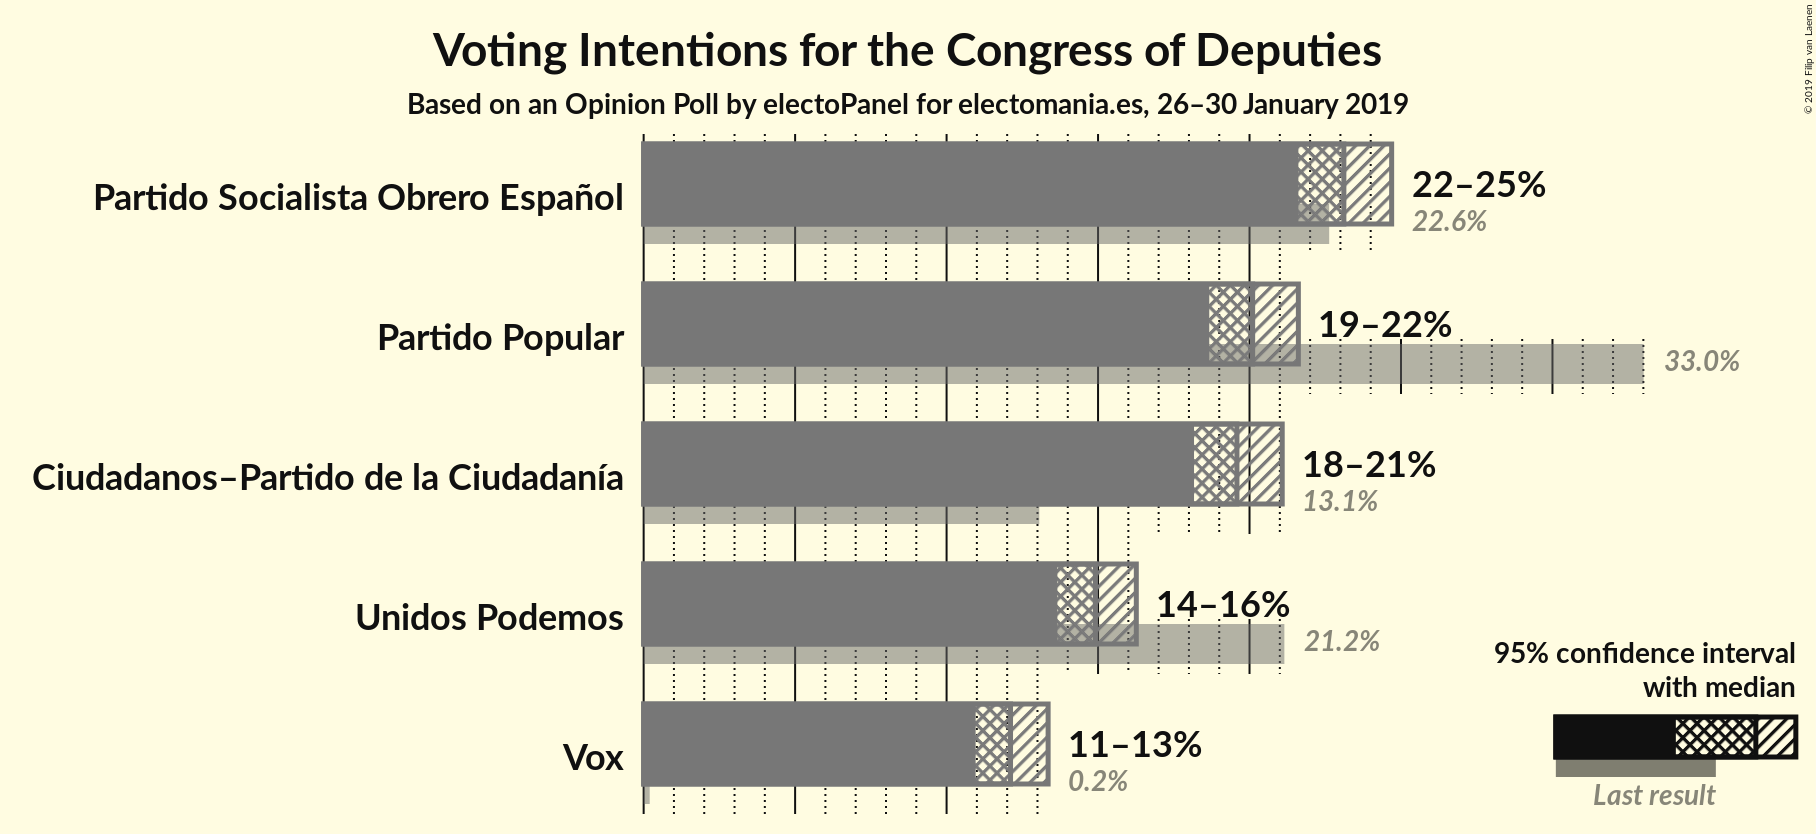 Voting Intentions for the Congress of Deputies
Based on an Opinion Poll by electoPanel for electomania.es, 26–30 January 2019
© 2019 Filip van Laenen
Partido Socialista Obrero Español
22–25%
22.6%
Partido Popular
19–22%
33.0%
Ciudadanos–Partido de la Ciudadanía
18–21%
13.1%
Unidos Podemos
14–16%
21.2%
Vox
11–13%
0.2%
95% confidence interval
with median
Last result